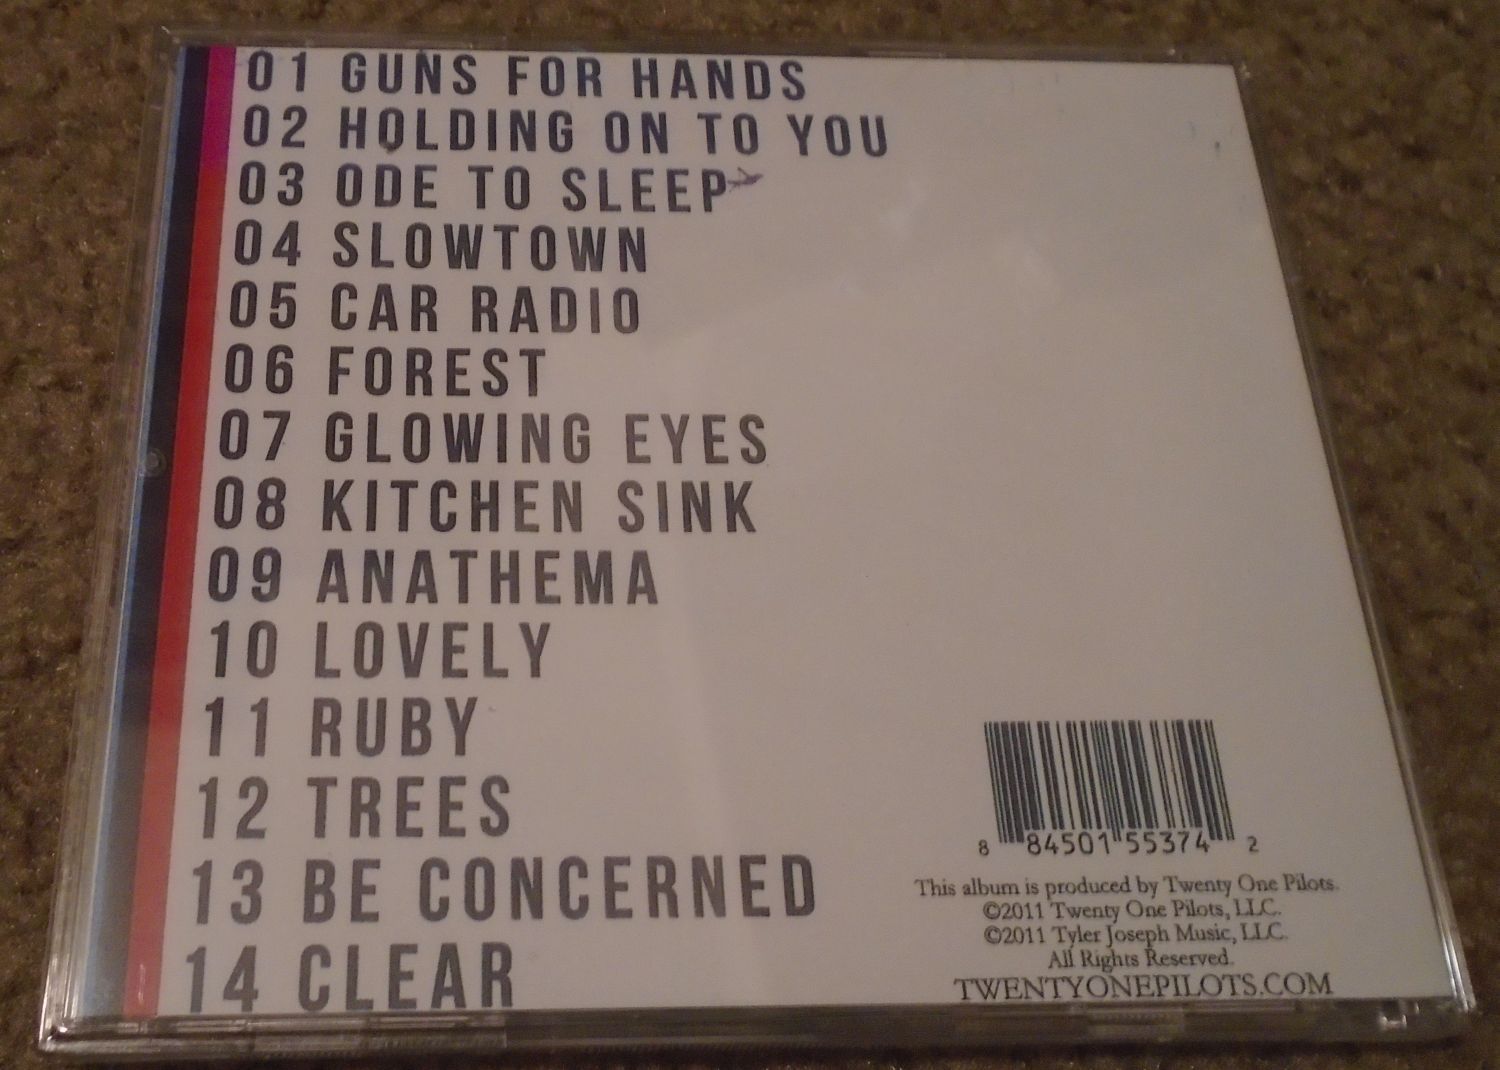 01 GUNS FOR HANDS
02 HOLDING ON TO YOU
03 ODE TO SLEEP
04 SLOWTOWN
05 CAR RADIO
06 FOREST
07 GLOWING EYES
08 KITCHEN SINK
09 ANATHEMA
10 LOVELY
11 RUBY
12 TREES
13 BE CONCERNED
14 CLEAR
8 84501 55374 2
This album is produced by Twenty One Pilots.
©2011 Twenty One Pilots, LLC.
©2011 Tyler Joseph Music, LLC.
All Rights Reserved.
TWENTYONEPILOTS.COM